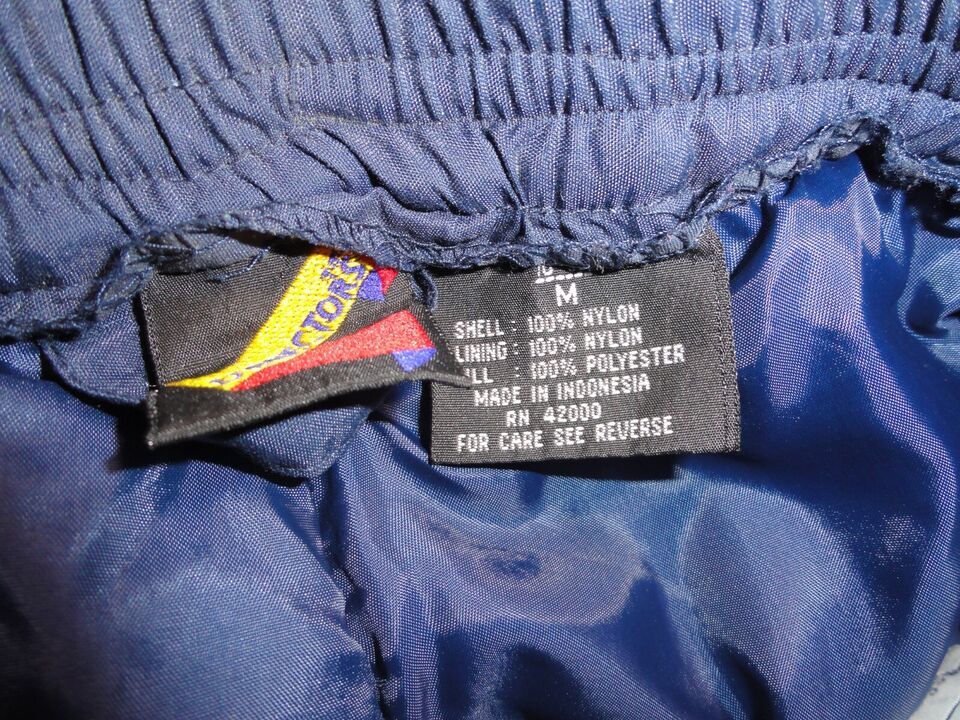 M
SHELL : 100% NYLON
LINING : 100% NYLON
: 100% POLYESTER
MADE IN INDONESIA
RN 42000
FOR CARE SEE REVERSE